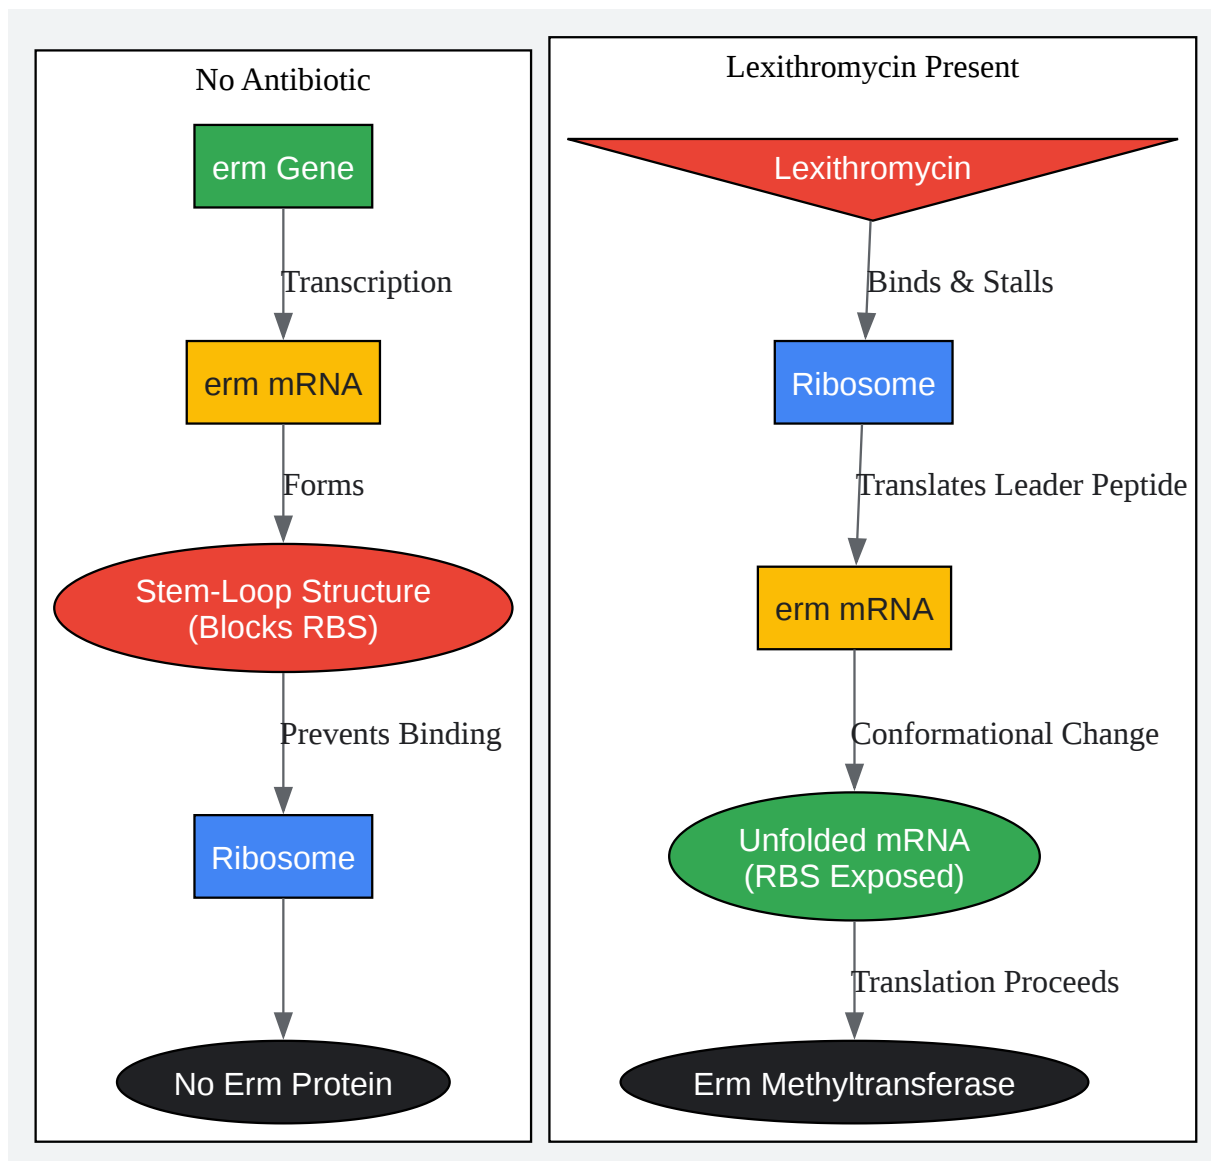 No Antibiotic
erm Gene
Transcription
erm mRNA
Forms
Stem-Loop Structure
(Blocks RBS)
Prevents Binding
Ribosome
No Erm Protein
Lexithromycin Present
Lexithromycin
Binds & Stalls
Ribosome
Translates Leader Peptide
erm mRNA
Conformational Change
Unfolded mRNA
(RBS Exposed)
Translation Proceeds
Erm Methyltransferase